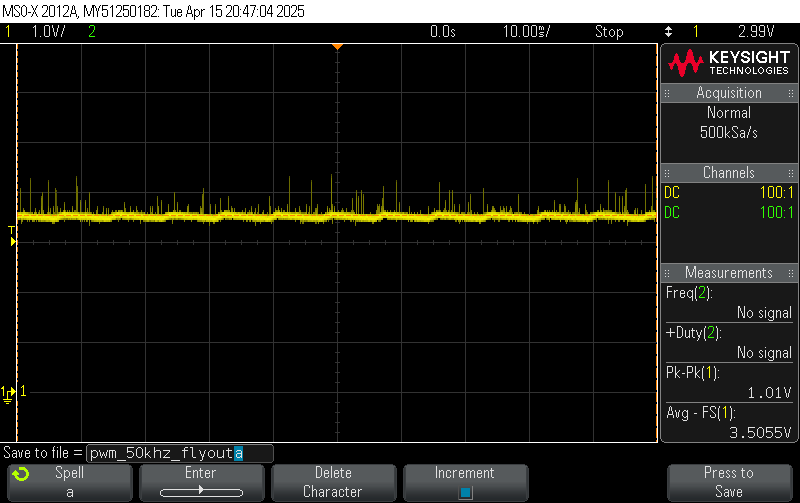 MSO-X 2012A, MY51250182: Tue Apr 15 20:47:04 2025
1 1.0V/ 2 0.0s 10.00ms/ Stop 1 2.99V
KEYSIGHT
TECHNOLOGIES
Acquisition
Normal
500kSa/s
Channels
DC 100:1
DC 100:1
Measurements
Freq(2):
No signal
+Duty(2):
No signal
Pk-Pk(1):
1.01V
Avg - FS(1):
3.5055V
T
1 1
Save to file = pwm_50khz_flyouta
Spell
a
Enter
Delete
Character
Increment
Press to
Save